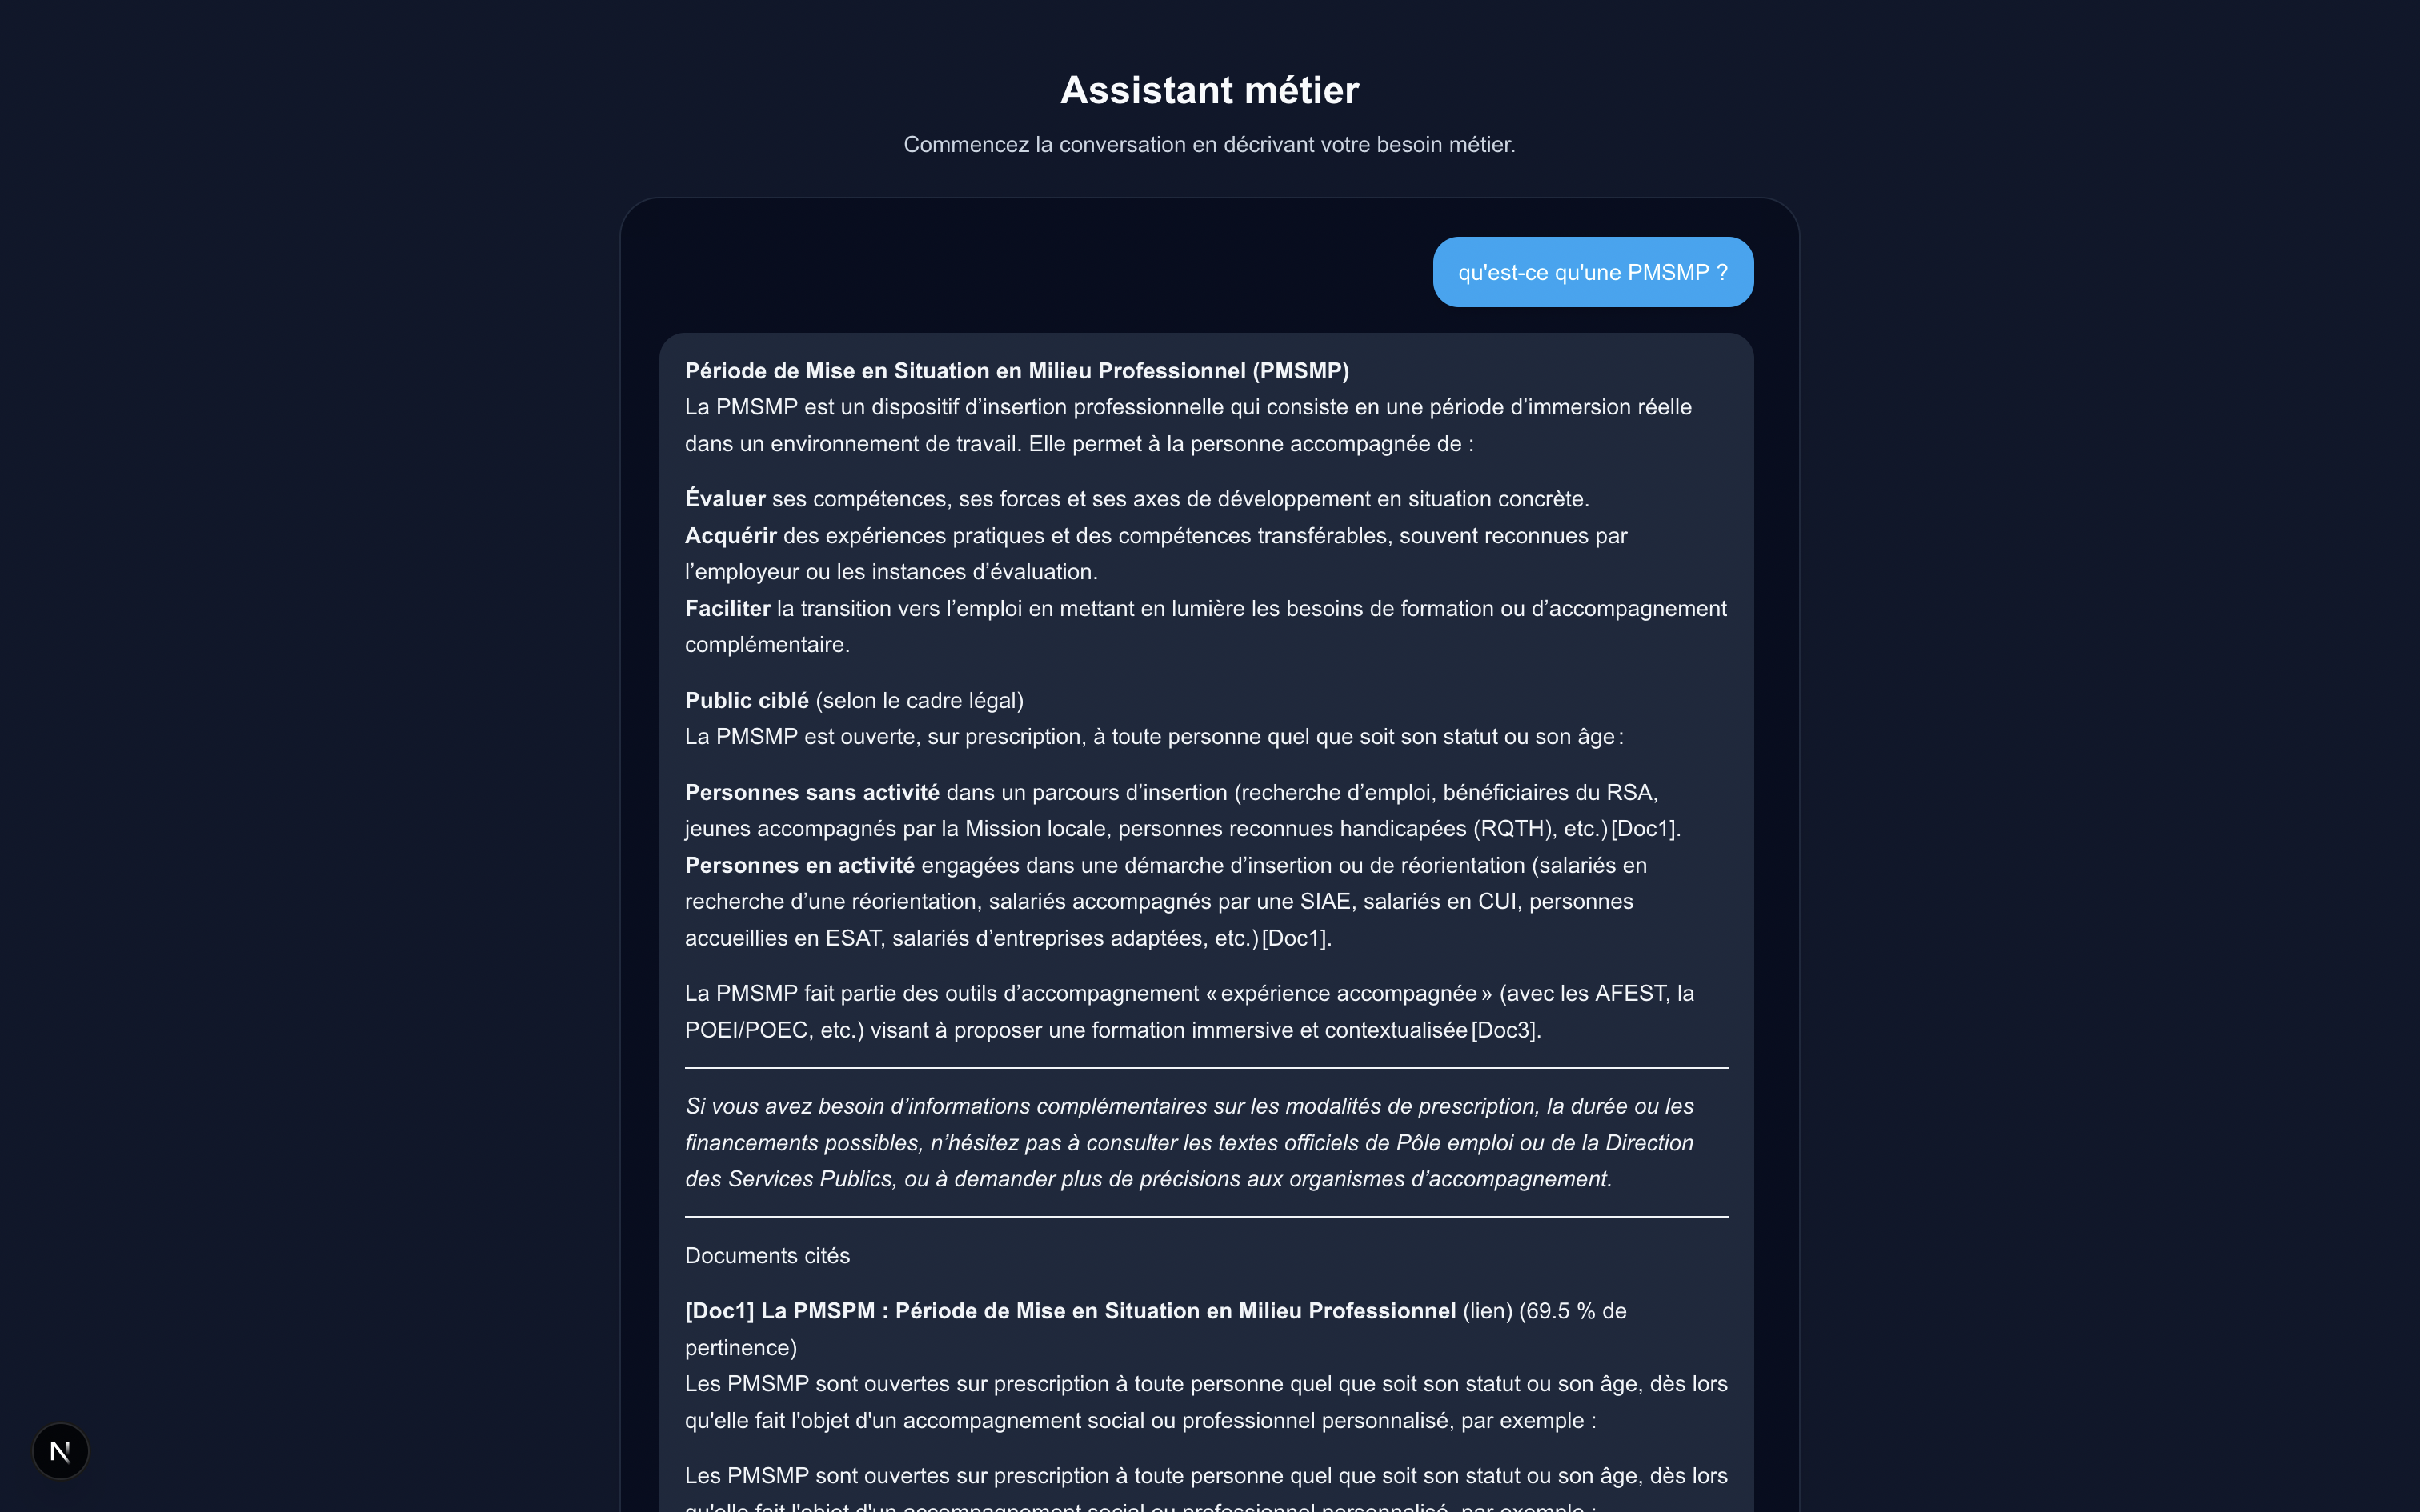 Assistant métier
Commencez la conversation en décrivant votre besoin métier.
qu'est-ce qu'une PMSMP ?
Période de Mise en Situation en Milieu Professionnel (PMSMP)
La PMSMP est un dispositif d’insertion professionnelle qui consiste en une période d’immersion réelle
dans un environnement de travail. Elle permet à la personne accompagnée de :
Évaluer ses compétences, ses forces et ses axes de développement en situation concrète.
Acquérir des expériences pratiques et des compétences transférables, souvent reconnues par
l’employeur ou les instances d’évaluation.
Faciliter la transition vers l’emploi en mettant en lumière les besoins de formation ou d’accompagnement
complémentaire.
Public ciblé (selon le cadre légal)
La PMSMP est ouverte, sur prescription, à toute personne quel que soit son statut ou son âge :
Personnes sans activité dans un parcours d’insertion (recherche d’emploi, bénéficiaires du RSA,
jeunes accompagnés par la Mission locale, personnes reconnues handicapées (RQTH), etc.) [Doc1].
Personnes en activité engagées dans une démarche d’insertion ou de réorientation (salariés en
recherche d’une réorientation, salariés accompagnés par une SIAE, salariés en CUI, personnes
accueillies en ESAT, salariés d’entreprises adaptées, etc.) [Doc1].
La PMSMP fait partie des outils d’accompagnement « expérience accompagnée » (avec les AFEST, la
POEI/POEC, etc.) visant à proposer une formation immersive et contextualisée [Doc3].
Si vous avez besoin d’informations complémentaires sur les modalités de prescription, la durée ou les
financements possibles, n’hésitez pas à consulter les textes officiels de Pôle emploi ou de la Direction
des Services Publics, ou à demander plus de précisions aux organismes d’accompagnement.
Documents cités
[Doc1] La PMSPM : Période de Mise en Situation en Milieu Professionnel (lien) (69.5 % de
pertinence)
Les PMSMP sont ouvertes sur prescription à toute personne quel que soit son statut ou son âge, dès lors
qu'elle fait l'objet d'un accompagnement social ou professionnel personnalisé, par exemple :
Les PMSMP sont ouvertes sur prescription à toute personne quel que soit son statut ou son âge, dès lors
qu'elle fait l'objet d'un accompagnement social ou professionnel personnalisé, par exemple :
N